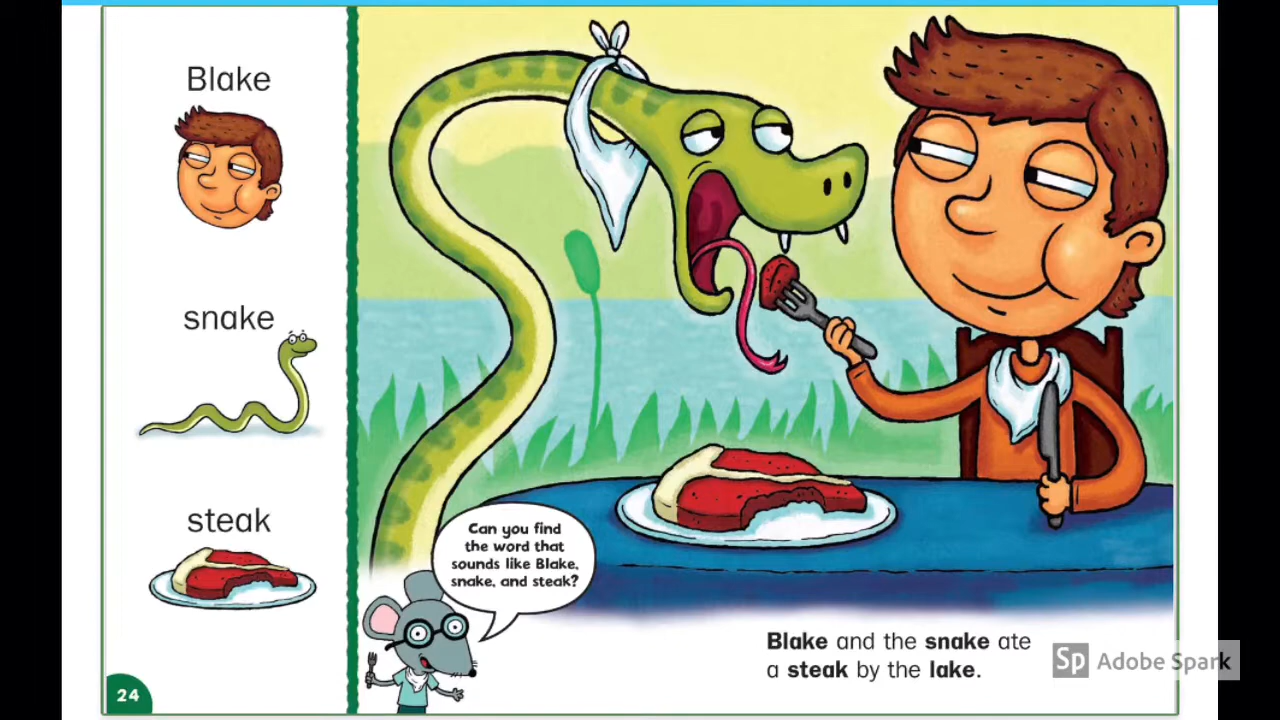 Blake
snake
steak
Can you find
the word that
sounds like Blake,
snake, and steak?
Blake and the snake ate
a steak by the lake.
24
Sp Adobe Spark